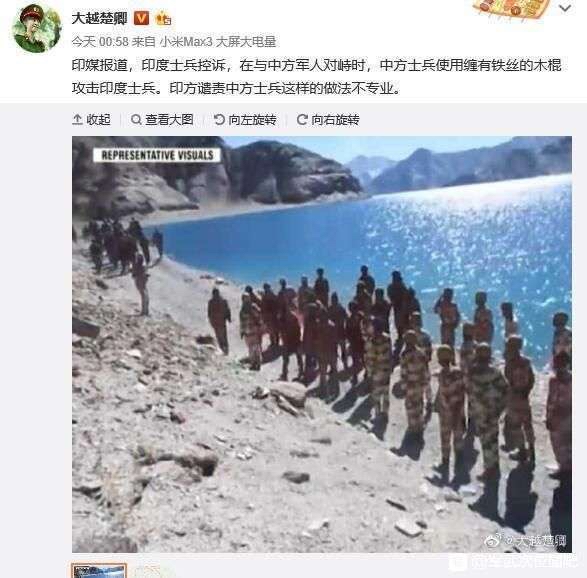 大越楚卿
今天 00:58 来自 小米Max3 大屏大电量
印媒报道，印度士兵控诉，在与中方军人对峙时，中方士兵使用缠有铁丝的木棍
攻击印度士兵。印方谴责中方士兵这样的做法不专业。
收起 查看大图 向左旋转 向右旋转
REPRESENTATIVE VISUALS
@大越楚卿